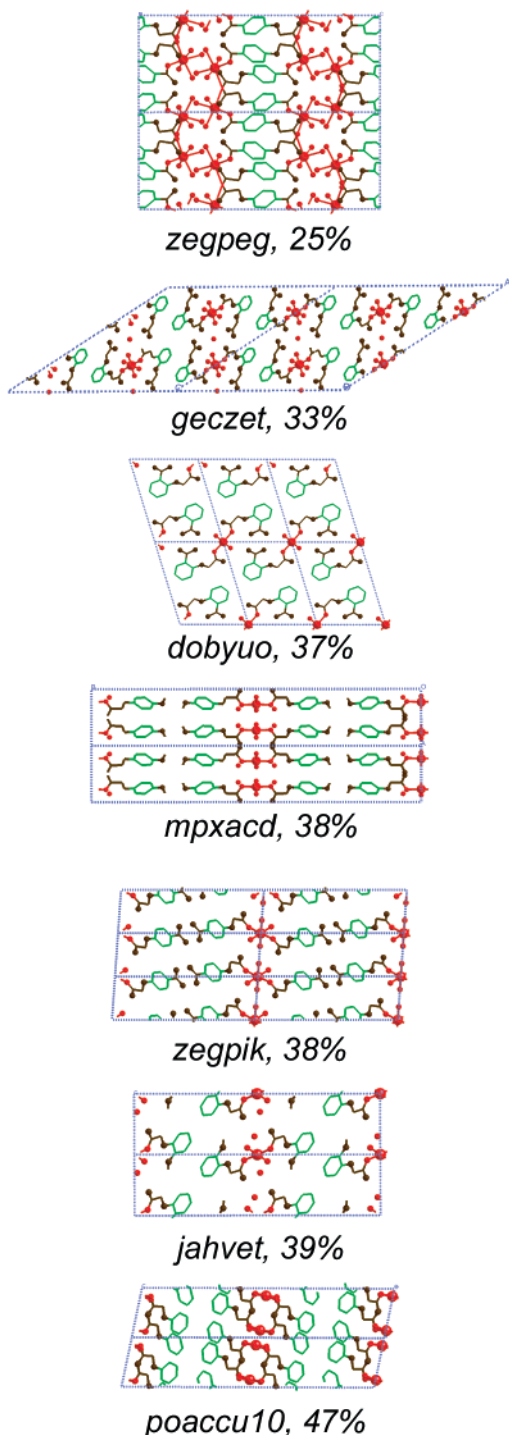 zegpeg, 25%
geczet, 33%
dobyuo, 37%
mpxacd, 38%
zegpik, 38%
jahvet, 39%
poaccu10, 47%